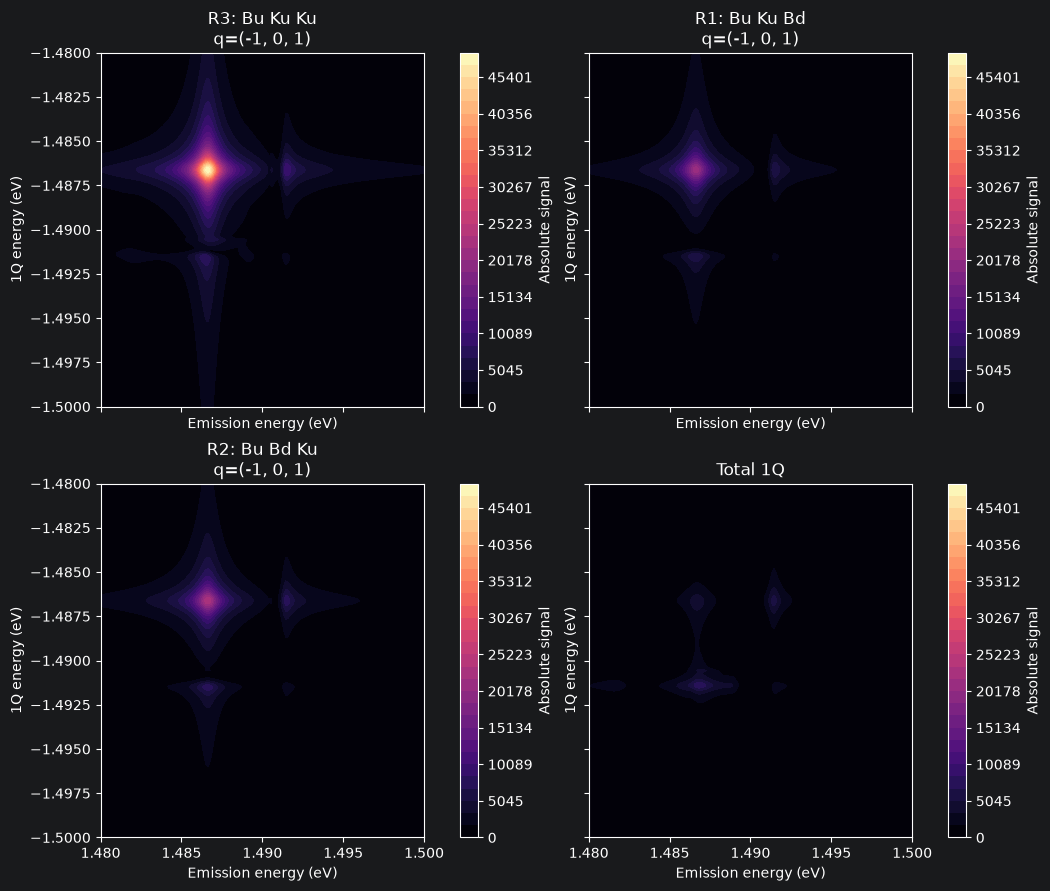 R3: Bu Ku Ku
q=(-1, 0, 1)
−1.4800
−1.4825
−1.4850
−1.4875
−1.4900
−1.4925
−1.4950
−1.4975
−1.5000
1Q energy (eV)
Emission energy (eV)
45401
40356
35312
30267
25223
20178
15134
10089
5045
0
Absolute signal
R1: Bu Ku Bd
q=(-1, 0, 1)
1Q energy (eV)
Emission energy (eV)
45401
40356
35312
30267
25223
20178
15134
10089
5045
0
Absolute signal
R2: Bu Bd Ku
q=(-1, 0, 1)
−1.4800
−1.4825
−1.4850
−1.4875
−1.4900
−1.4925
−1.4950
−1.4975
−1.5000
1Q energy (eV)
1.480 1.485 1.490 1.495 1.500
Emission energy (eV)
45401
40356
35312
30267
25223
20178
15134
10089
5045
0
Absolute signal
Total 1Q
1Q energy (eV)
1.480 1.485 1.490 1.495 1.500
Emission energy (eV)
45401
40356
35312
30267
25223
20178
15134
10089
5045
0
Absolute signal